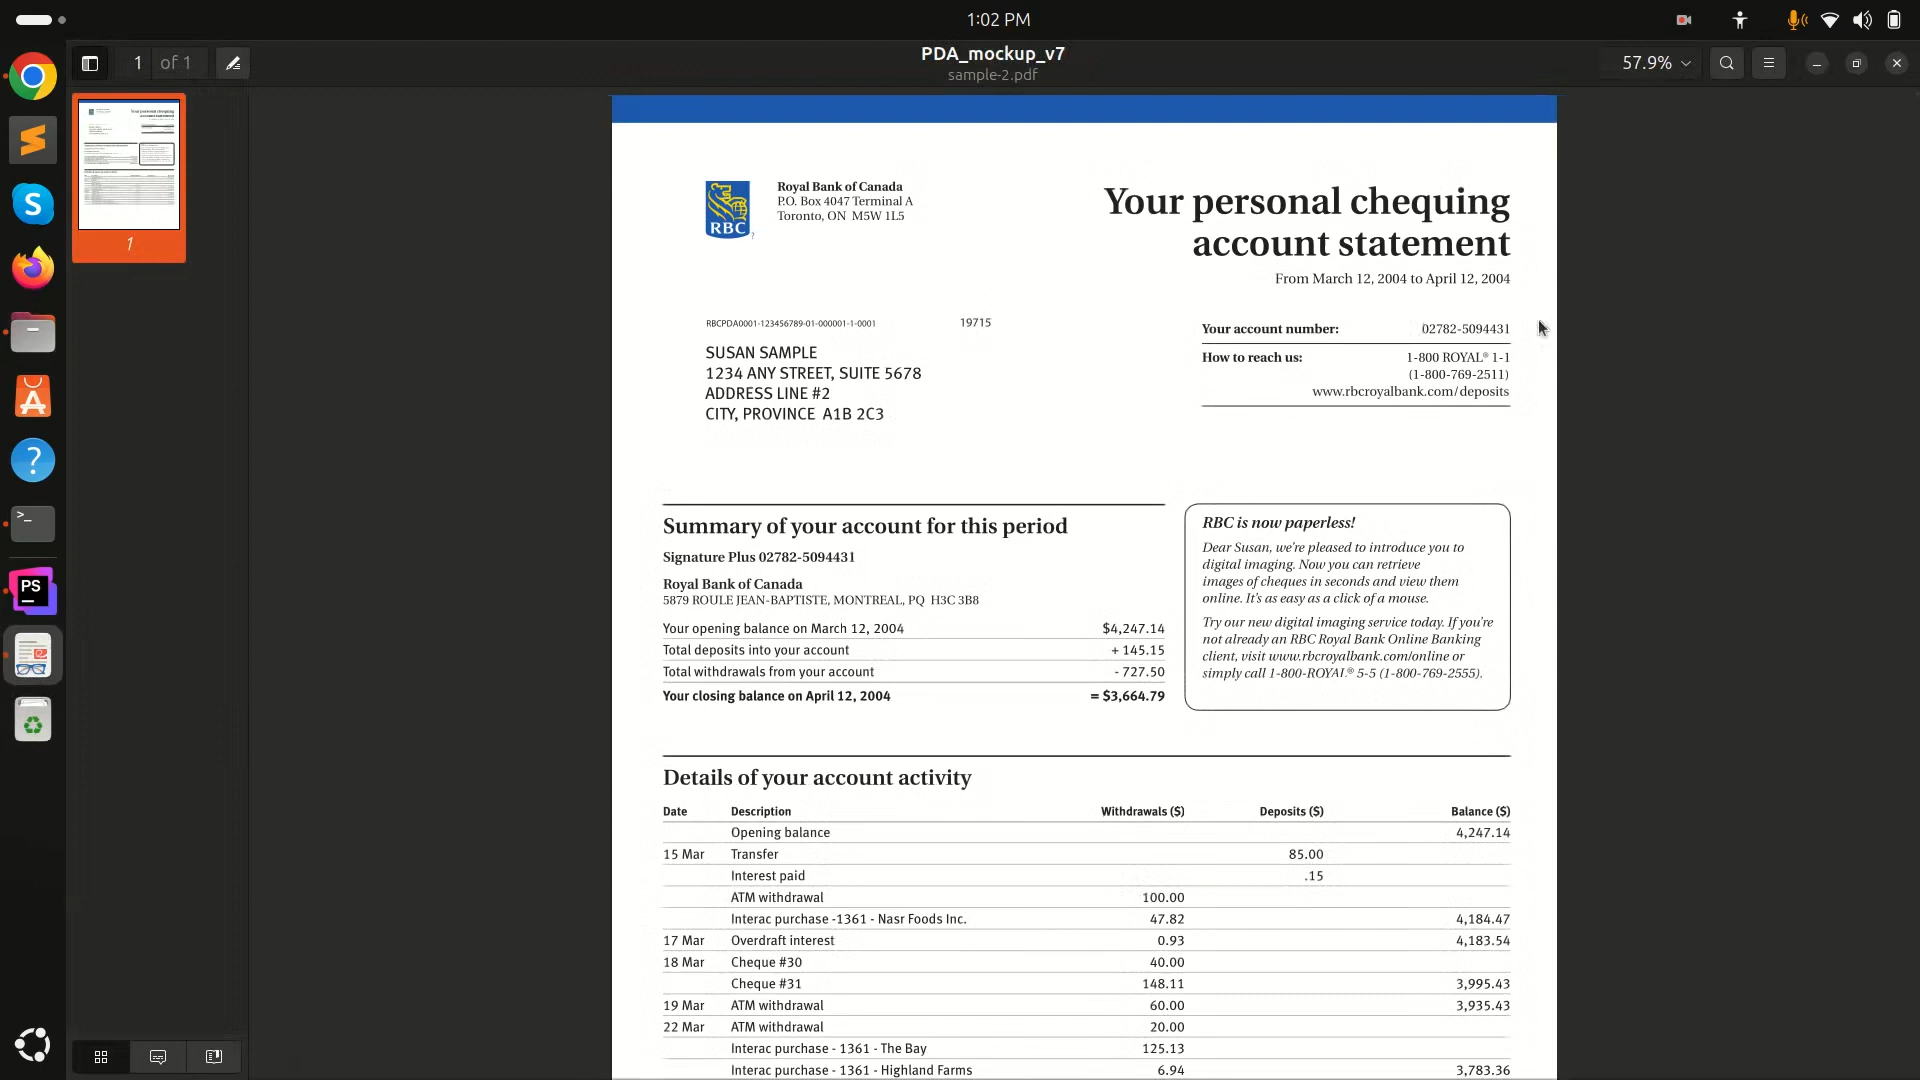 1:02 PM
1 of 1
PDA_mockup_v7
sample-2.pdf
57.9%
1
Royal Bank of Canada
P.O. Box 4047 Terminal A
Toronto, ON M5W 1L5
RBC
Your personal chequing
account statement
From March 12, 2004 to April 12, 2004
RBCPDA0001-123456789-01-000001-1-0001
19715
SUSAN SAMPLE
1234 ANY STREET, SUITE 5678
ADDRESS LINE #2
CITY, PROVINCE A1B 2C3
Your account number: 02782-5094431
How to reach us: 1-800 ROYAL® 1-1
(1-800-769-2511)
www.rbcroyalbank.com/deposits
Summary of your account for this period
Signature Plus 02782-5094431
Royal Bank of Canada
5879 ROULE JEAN-BAPTISTE, MONTREAL, PQ H3C 3B8
Your opening balance on March 12, 2004 $4,247.14
Total deposits into your account + 145.15
Total withdrawals from your account - 727.50
Your closing balance on April 12, 2004 = $3,664.79
RBC is now paperless!
Dear Susan, we're pleased to introduce you to
digital imaging. Now you can retrieve
images of cheques in seconds and view them
online. It's as easy as a click of a mouse.
Try our new digital imaging service today. If you're
not already an RBC Royal Bank Online Banking
client, visit www.rbcroyalbank.com/online or
simply call 1-800-ROYAL® 5-5 (1-800-769-2555).
Details of your account activity
Date Description Withdrawals ($) Deposits ($) Balance ($)
Opening balance 4,247.14
15 Mar Transfer 85.00
Interest paid .15
ATM withdrawal 100.00
Interac purchase -1361 - Nasr Foods Inc. 47.82 4,184.47
17 Mar Overdraft interest 0.93 4,183.54
18 Mar Cheque #30 40.00
Cheque #31 148.11 3,995.43
19 Mar ATM withdrawal 60.00 3,935.43
22 Mar ATM withdrawal 20.00
Interac purchase - 1361 - The Bay 125.13
Interac purchase - 1361 - Highland Farms 6.94 3,783.36
S
A
?
>_
PS